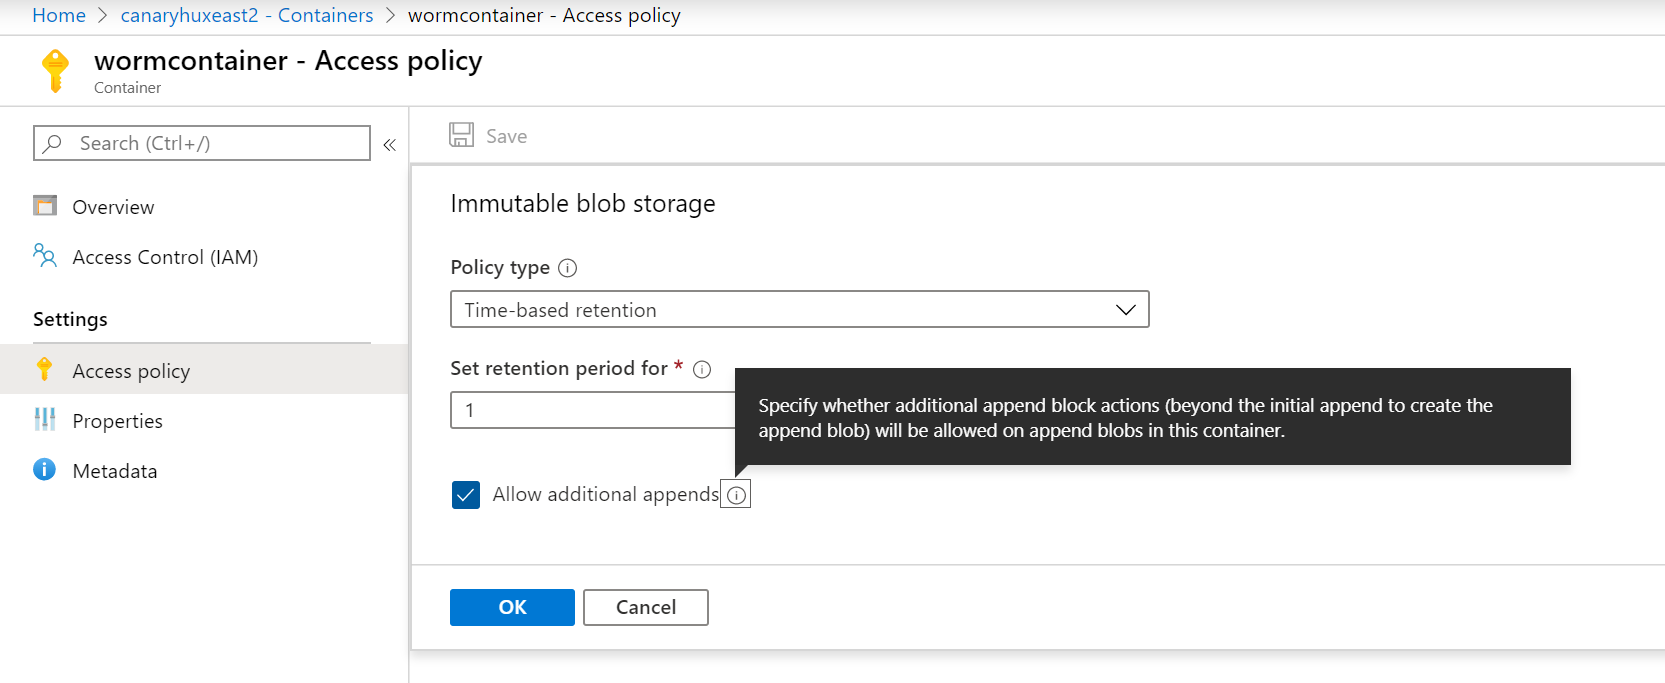 Home > canaryhuxeast2 - Containers > wormcontainer - Access policy
wormcontainer - Access policy
Container
Search (Ctrl+/)
«
Overview
Access Control (IAM)
Settings
Access policy
Properties
Metadata
Save
Immutable blob storage
Policy type
Time-based retention
Set retention period for *
1
Specify whether additional append block actions (beyond the initial append to create the
append blob) will be allowed on append blobs in this container.
Allow additional appends
OK
Cancel